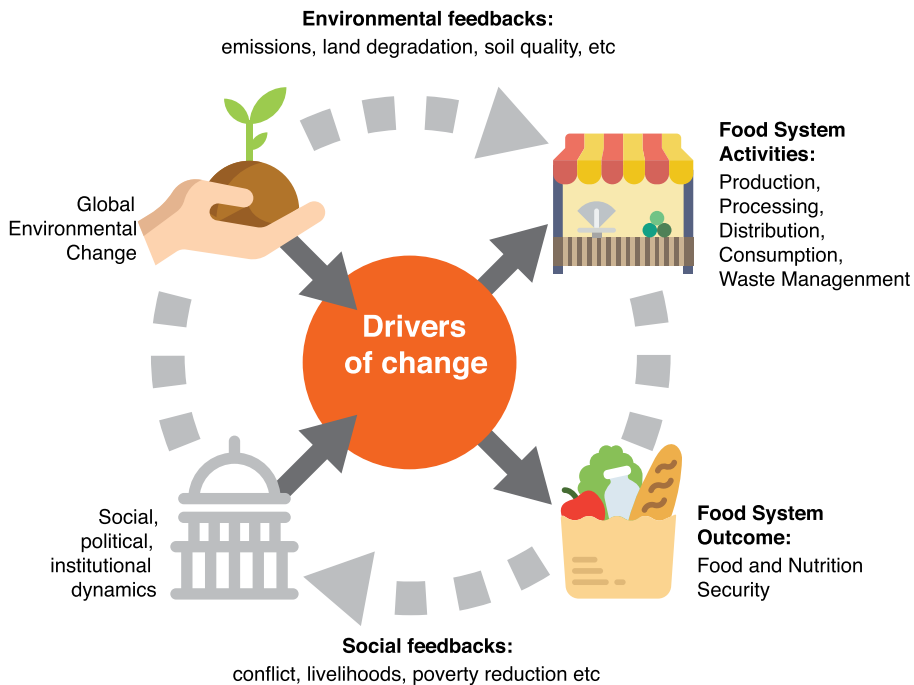 Environmental feedbacks:
emissions, land degradation, soil quality, etc
Food System
Activities:
Production,
Processing,
Distribution,
Consumption,
Waste Managenment
Global
Environmental
Change
Drivers
of change
Social,
political,
institutional
dynamics
Food System
Outcome:
Food and Nutrition
Security
Social feedbacks:
conflict, livelihoods, poverty reduction etc